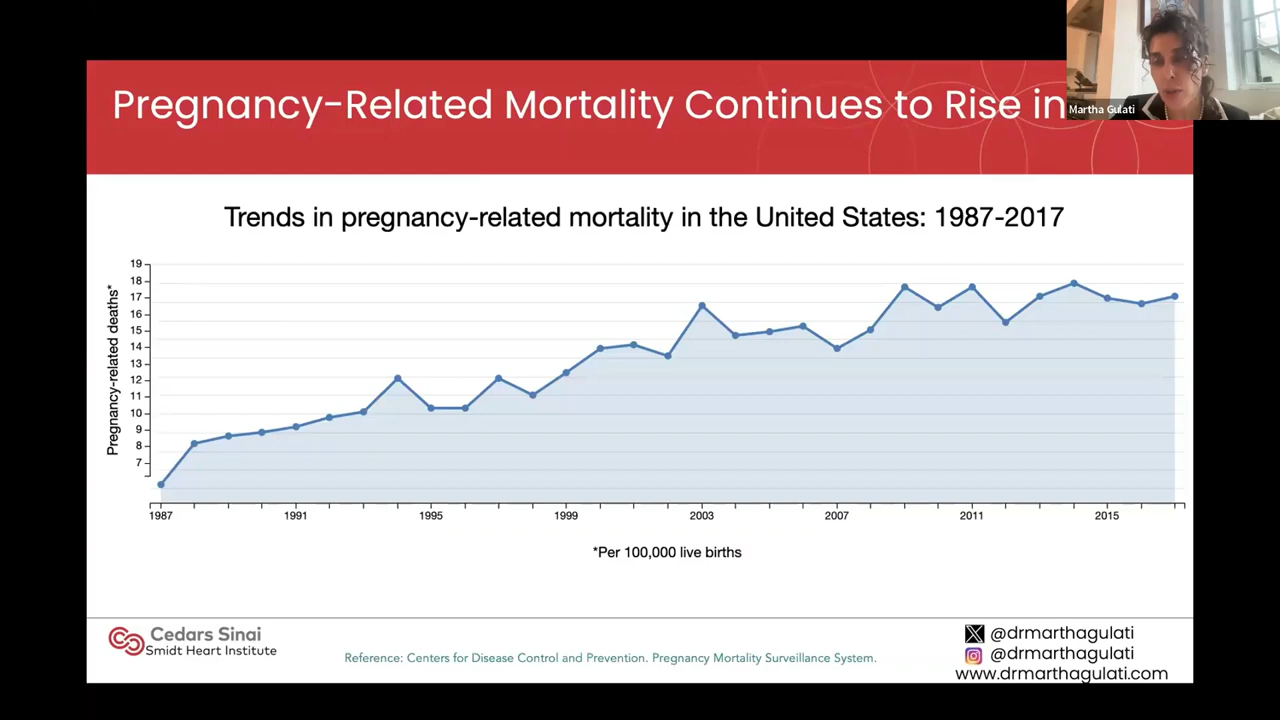 Pregnancy-Related Mortality Continues to Rise in
Martha Gulati
Trends in pregnancy-related mortality in the United States: 1987-2017
Pregnancy-related deaths*
19
18
17
16
15
14
13
12
11
10
9
8
7
1987
1991
1995
1999
2003
2007
2011
2015
*Per 100,000 live births
Cedars Sinai
Smidt Heart Institute
Reference: Centers for Disease Control and Prevention. Pregnancy Mortality Surveillance System.
@drmarthagulati
@drmarthagulati
www.drmarthagulati.com